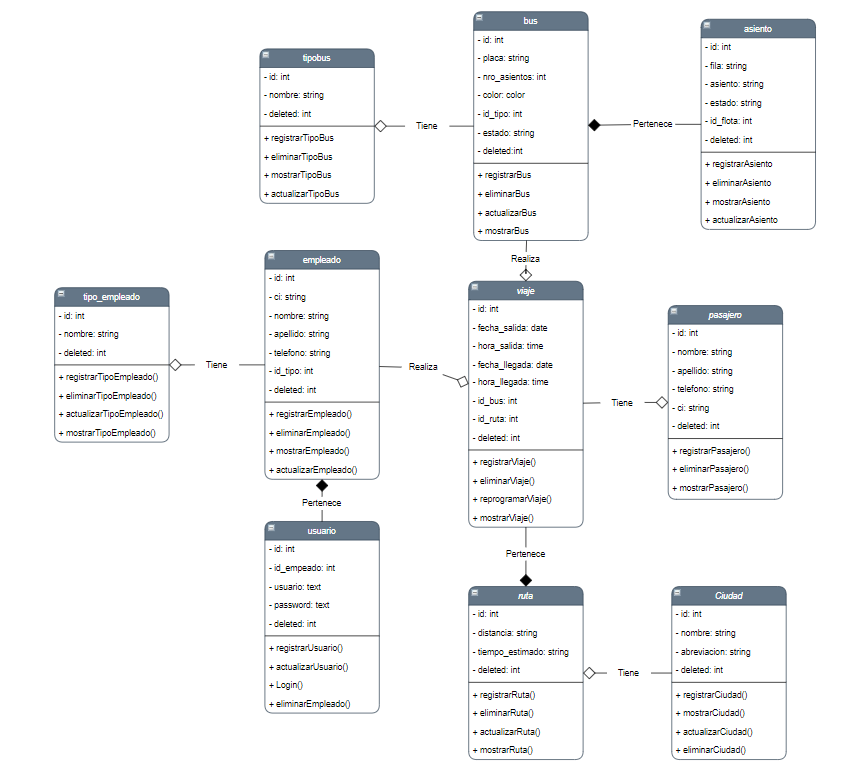 bus
- id: int
- placa: string
- nro_asientos: int
- color: color
- id_tipo: int
- estado: string
- deleted:int
+ registrarBus
+ eliminarBus
+ actualizarBus
+ mostrarBus
asiento
- id: int
- fila: string
- asiento: string
- estado: string
- id_flota: int
- deleted: int
+ registrarAsiento
+ eliminarAsiento
+ mostrarAsiento
+ actualizarAsiento
tipobus
- id: int
- nombre: string
- deleted: int
+ registrarTipoBus
+ eliminarTipoBus
+ mostrarTipoBus
+ actualizarTipoBus
Tiene
Pertenece
Realiza
empleado
- id: int
- ci: string
- nombre: string
- apellido: string
- telefono: string
- id_tipo: int
- deleted: int
+ registrarEmpleado()
+ eliminarEmpleado()
+ mostrarEmpleado()
+ actualizarEmpleado()
tipo_empleado
- id: int
- nombre: string
- deleted: int
+ registrarTipoEmpleado()
+ eliminarTipoEmpleado()
+ actualizarTipoEmpleado()
+ mostrarTipoEmpleado()
Tiene
Realiza
viaje
- id: int
- fecha_salida: date
- hora_salida: time
- fecha_llegada: date
- hora_llegada: time
- id_bus: int
- id_ruta: int
- deleted: int
+ registrarViaje()
+ eliminarViaje()
+ reprogramarViaje()
+ mostrarViaje()
Tiene
pasajero
- id: int
- nombre: string
- apellido: string
- telefono: string
- ci: string
- deleted: int
+ registrarPasajero()
+ eliminarPasajero()
+ mostrarPasajero()
Pertenece
usuario
- id: int
- id_empeado: int
- usuario: text
- password: text
- deleted: int
+ registrarUsuario()
+ actualizarUsuario()
+ Login()
+ eliminarEmpleado()
Pertenece
ruta
- id: int
- distancia: string
- tiempo_estimado: string
- deleted: int
+ registrarRuta()
+ eliminarRuta()
+ actualizarRuta()
+ mostrarRuta()
Tiene
Ciudad
- id: int
- nombre: string
- abreviacion: string
- deleted: int
+ registrarCiudad()
+ mostrarCiudad()
+ actualizarCiudad()
+ eliminarCiudad()